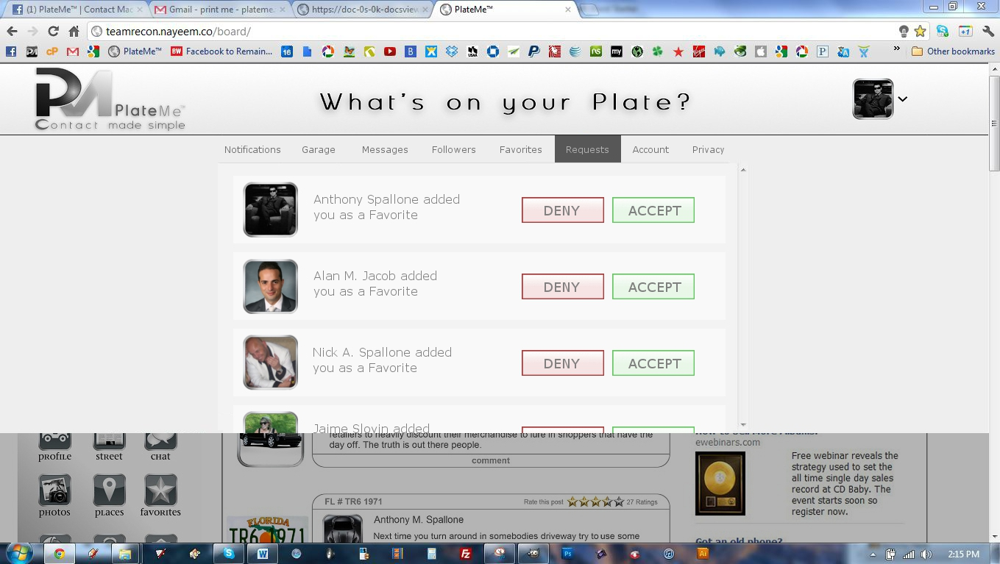 (1) PlateMe™ | Contact Mac
Gmail - print me - plateme.
https://doc-0s-0k-docsview
PlateMe™
teamrecon.nayeem.co/board/
PlateMe™
BW Facebook to Remain...
16
Other bookmarks
PM PlateMe™
Contact made simple
What's on your Plate?
Notifications Garage Messages Followers Favorites Requests Account Privacy
Anthony Spallone added
you as a Favorite
DENY ACCEPT
Alan M. Jacob added
you as a Favorite
DENY ACCEPT
Nick A. Spallone added
you as a Favorite
DENY ACCEPT
Jaime Slovin added
retailers to heavily discount their merchandise to lure in shoppers that have the
day off. The truth is out there people.
comment
PROFILE STREET CHAT
PHOTOS PLACES FAVORITES
ewebinars.com
Free webinar reveals the
strategy used to set the
all time single day sales
record at CD Baby. The
event starts soon so
register now.
FL # TR6 1971
Rate this post 27 Ratings
FLORIDA
TR6 1971
Anthony M. Spallone
Next time you turn around in somebodies driveway try to use some
Got an old phone?
2:15 PM